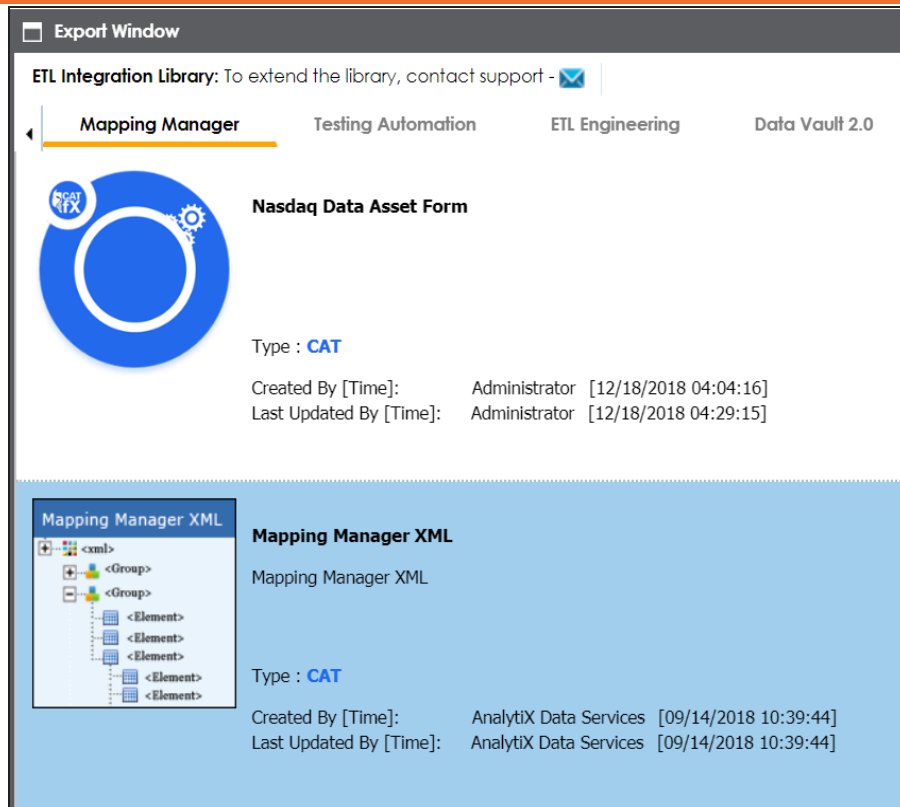 Export Window
ETL Integration Library: To extend the library, contact support -
Mapping Manager Testing Automation ETL Engineering Data Vault 2.0
CAT
fX
Nasdaq Data Asset Form
Type : CAT
Created By [Time]: Administrator [12/18/2018 04:04:16]
Last Updated By [Time]: Administrator [12/18/2018 04:29:15]
Mapping Manager XML
<xml>
<Group>
<Group>
<Element>
<Element>
<Element>
<Element>
<Element>
Mapping Manager XML
Mapping Manager XML
Type : CAT
Created By [Time]: AnalytiX Data Services [09/14/2018 10:39:44]
Last Updated By [Time]: AnalytiX Data Services [09/14/2018 10:39:44]